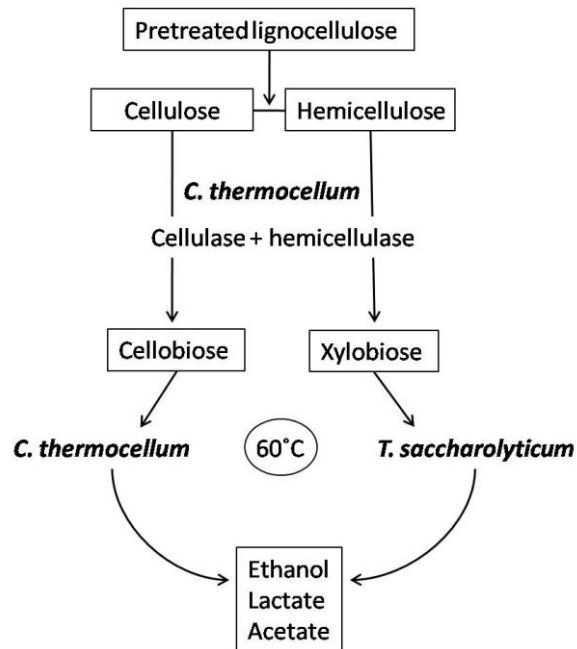 Pretreated lignocellulose
Cellulose
Hemicellulose
C. thermocellum
Cellulase + hemicellulase
Cellobiose
Xylobiose
C. thermocellum
60˚C
T. saccharolyticum
Ethanol
Lactate
Acetate